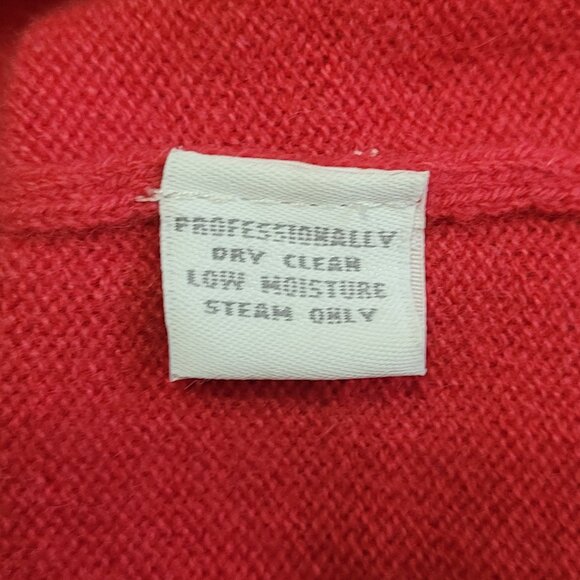 PROFESSIONALLY
DRY CLEAN
LOW MOISTURE
STEAM ONLY